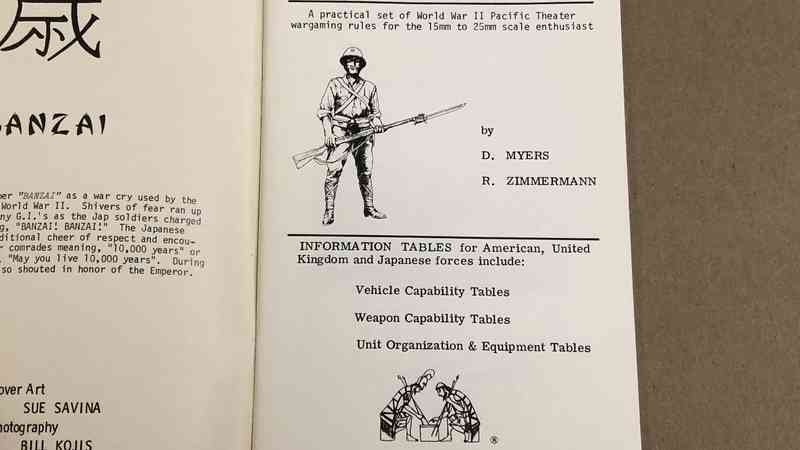 歳
BANZAI
"BANZAI" as a war cry used by the
World War II. Shivers of fear ran up
G.I.'s as the Jap soldiers charged
"BANZAI! BANZAI!" The Japanese
cheer of respect and encou-
comrades meaning, "10,000 years" or
"May you live 10,000 years". During
so shouted in honor of the Emperor.
Art
SUE SAVINA
BILL KOJIS
A practical set of World War II Pacific Theater
wargaming rules for the 15mm to 25mm scale enthusiast
by
D. MYERS
R. ZIMMERMANN
INFORMATION TABLES for American, United
Kingdom and Japanese forces include:
Vehicle Capability Tables
Weapon Capability Tables
Unit Organization & Equipment Tables
®